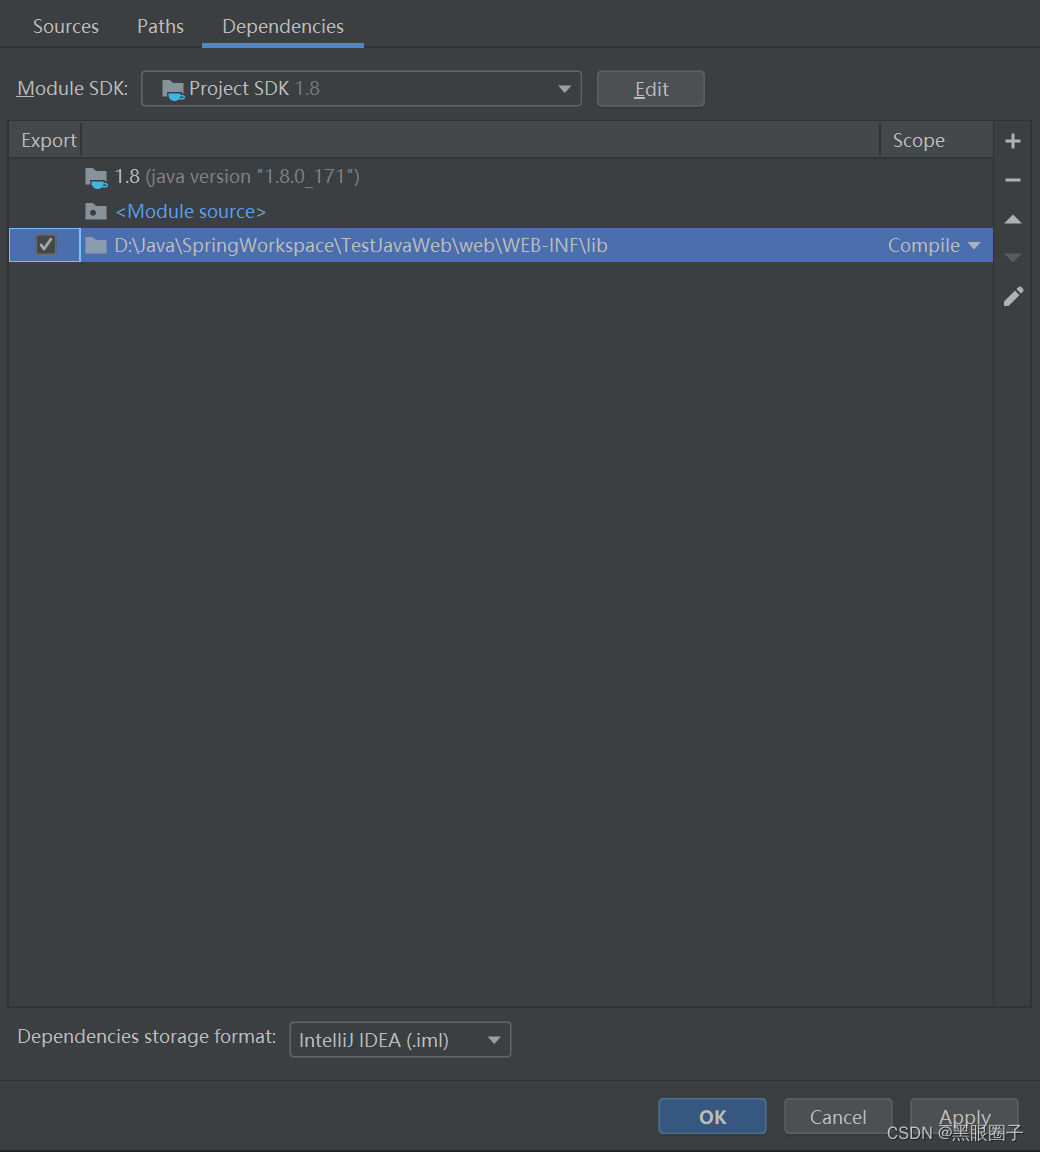 Sources Paths Dependencies
Module SDK: Project SDK 1.8 Edit
Export Scope
1.8 (java version "1.8.0_171")
<Module source>
D:\Java\SpringWorkspace\TestJavaWeb\web\WEB-INF\lib Compile
Dependencies storage format: IntelliJ IDEA (.iml)
OK Cancel Apply
CSDN @黑眼圈子